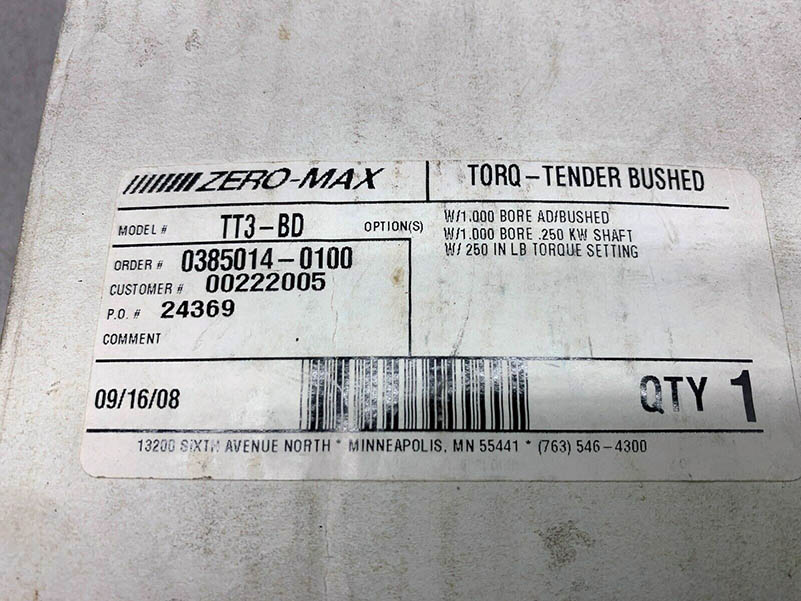 ZERO-MAX
TORQ-TENDER BUSHED
MODEL # TT3-BD
OPTION(S)
W/1.000 BORE AD/BUSHED
W/1.000 BORE .250 KW SHAFT
W/ 250 IN LB TORQUE SETTING
ORDER # 0385014-0100
CUSTOMER # 00222005
P.O. # 24369
COMMENT
09/16/08
QTY 1
13200 SIXTH AVENUE NORTH * MINNEAPOLIS, MN 55441 * (763) 546-4300